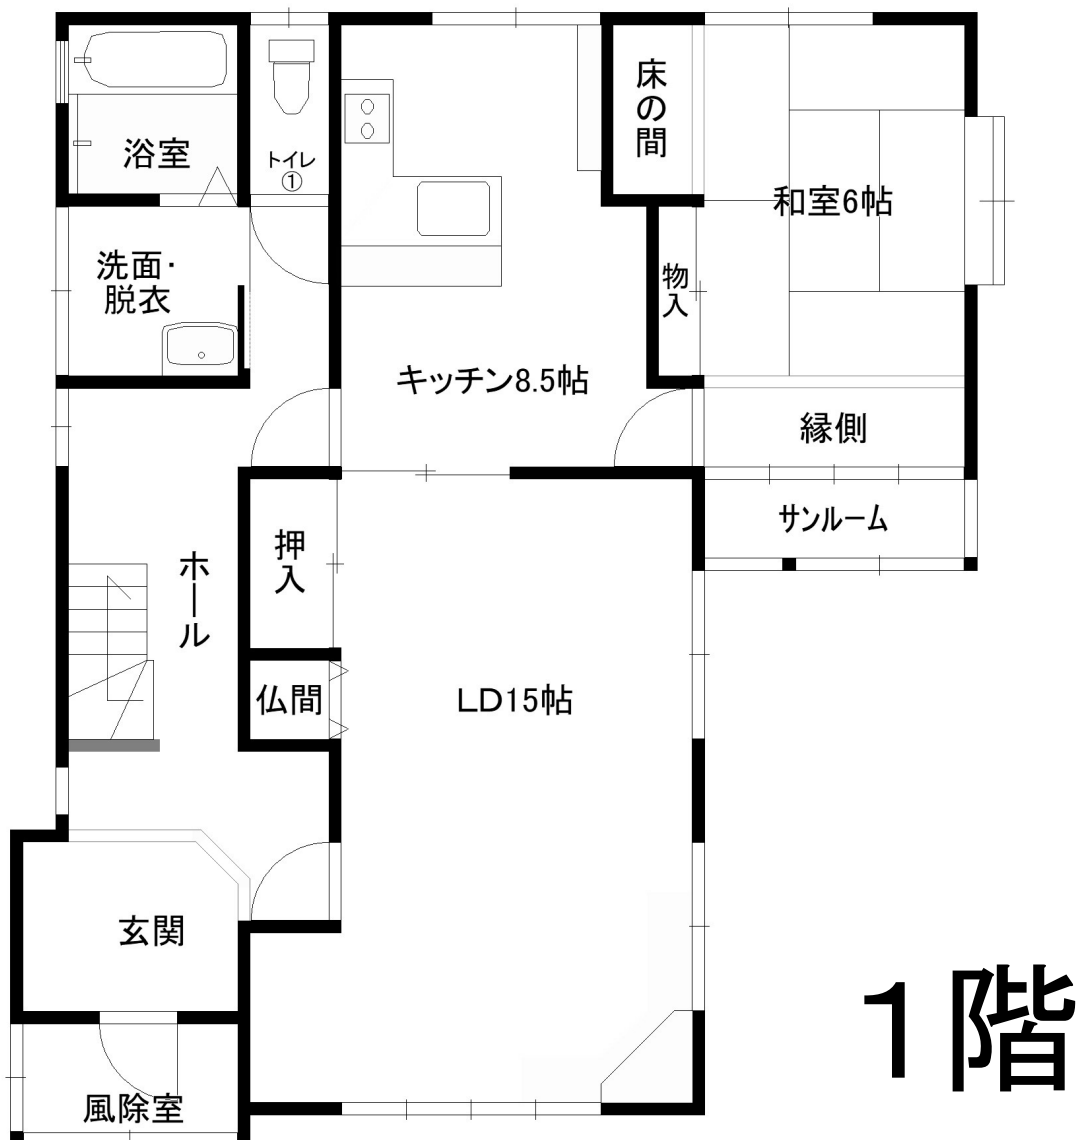 浴室
トイレ
①
床の間
和室6帖
洗面・
脱衣
物入
キッチン8.5帖
縁側
サンルーム
押入
ホール
仏間
LD15帖
玄関
風除室
1階